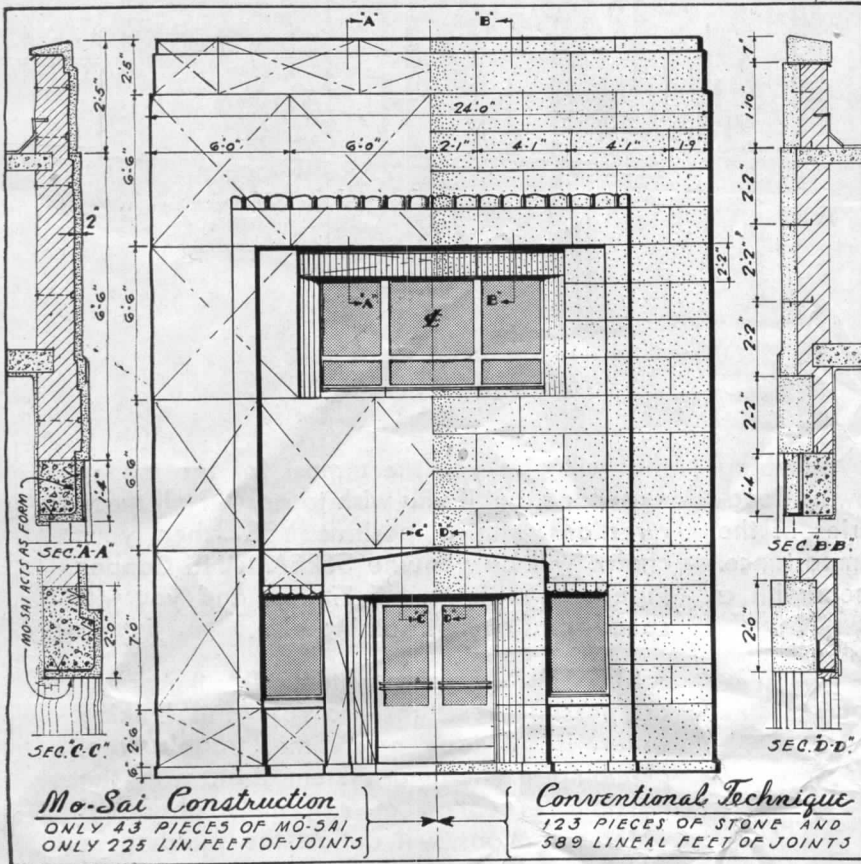 "A"
"B"
7"
2'-5"
2'-5"
1'-10"
24'-0"
6'-0"
6'-0"
2'-1"
4'-1"
4'-1"
1'-9"
6'-6"
2'-2"
2
2'-2"
2'-2"
6'-6"
6'-6"
"A"
"B"
℄
2'-2"
2'-2"
6'-6"
1'-4"
1'-4
MO-SAI ACTS AS FORM
SEC."A-A"
SEC."B-B".
"C"
"D"
2'-0"
7'-0
"C"
"D"
2'-0"
SEC."C-C"
2'-6
SEC."D-D".
6"
Mo-Sai Construction
ONLY 43 PIECES OF MO-SAI
ONLY 225 LIN. FEET OF JOINTS
Conventional Technique
123 PIECES OF STONE AND
589 LINEAL FEET OF JOINTS